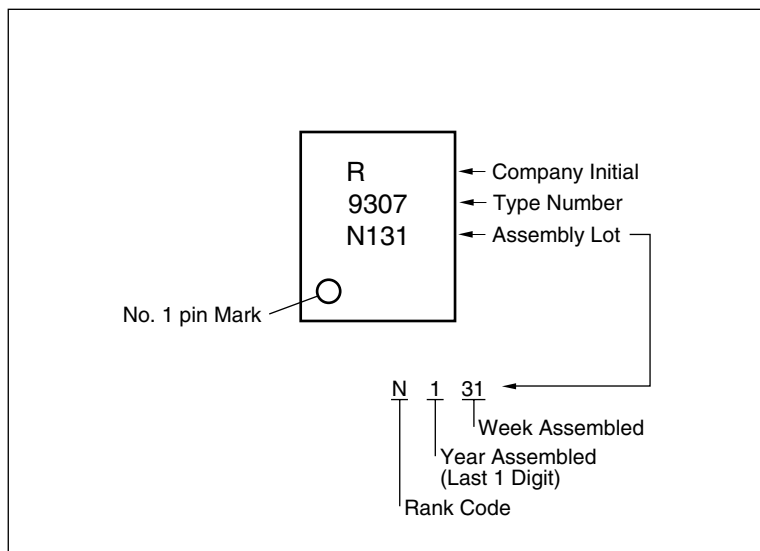 R
9307
N131
Company Initial
Type Number
Assembly Lot
No. 1 pin Mark
N 1 31
Week Assembled
Year Assembled
(Last 1 Digit)
Rank Code